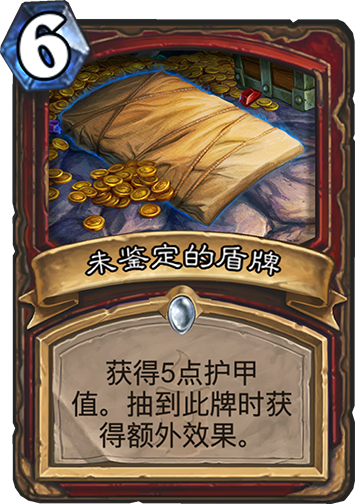 6
未鉴定的盾牌
获得5点护甲
值。抽到此牌时获
得额外效果。